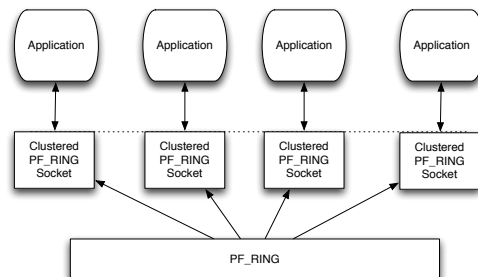 Application
Application
Application
Application
Clustered
PF_RING
Socket
Clustered
PF_RING
Socket
Clustered
PF_RING
Socket
Clustered
PF_RING
Socket
PF_RING